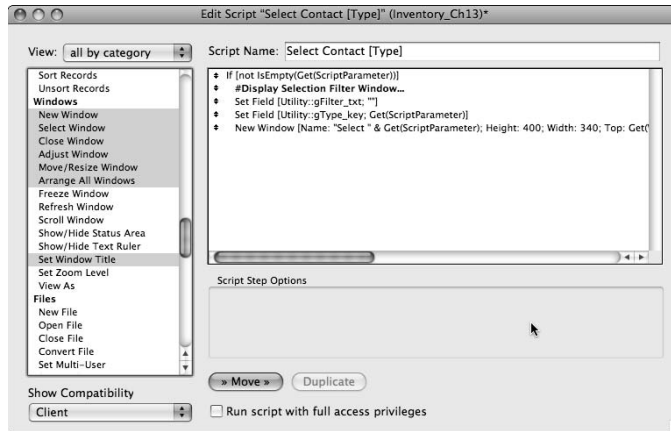 Edit Script “Select Contact [Type]” (Inventory_Ch13)*
View: all by category
Script Name: Select Contact [Type]
Sort Records
Unsort Records
Windows
New Window
Select Window
Close Window
Adjust Window
Move/Resize Window
Arrange All Windows
Freeze Window
Refresh Window
Scroll Window
Show/Hide Status Area
Show/Hide Text Ruler
Set Window Title
Set Zoom Level
View As
Files
New File
Open File
Close File
Convert File
Set Multi-User
Show Compatibility
Client
If [not IsEmpty(Get(ScriptParameter))]
#Display Selection Filter Window...
Set Field [Utility::gFilter_txt; ""]
Set Field [Utility::gType_key; Get(ScriptParameter)]
New Window [Name: "Select " & Get(ScriptParameter); Height: 400; Width: 340; Top: Get(
Script Step Options
» Move »
Duplicate
Run script with full access privileges